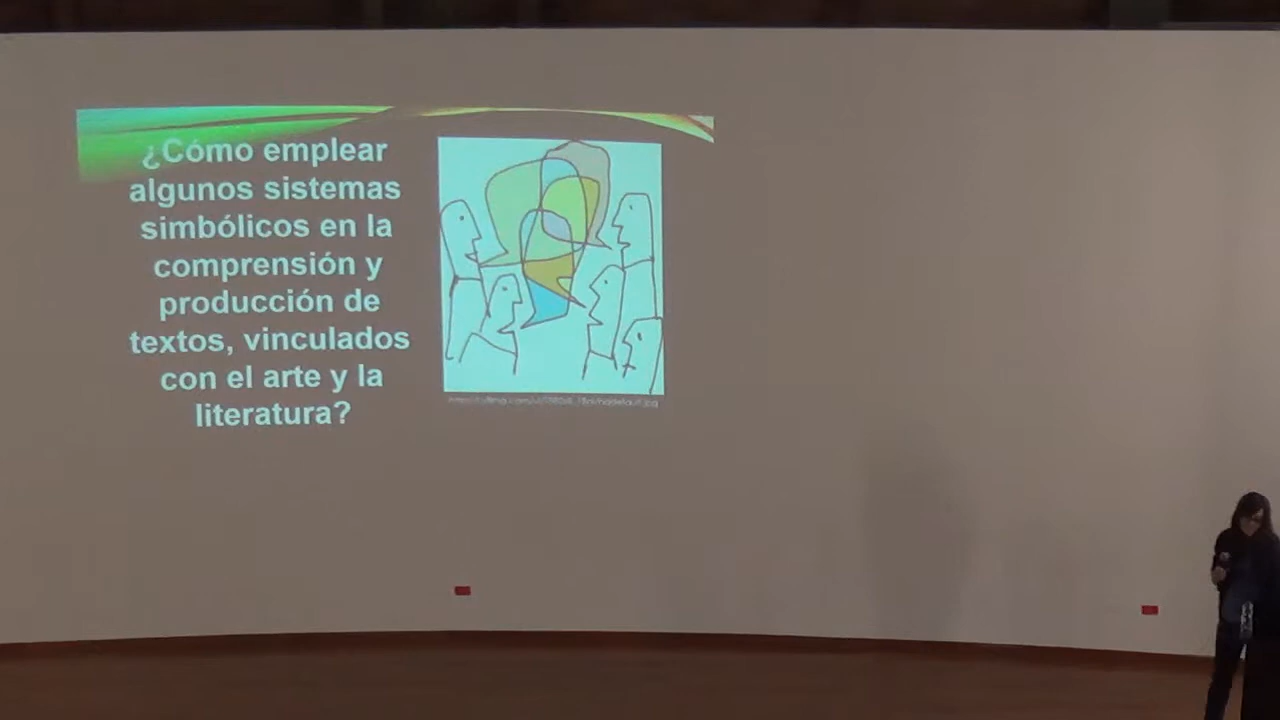 ¿Cómo emplear
algunos sistemas
simbólicos en la
comprensión y
producción de
textos, vinculados
con el arte y la
literatura?